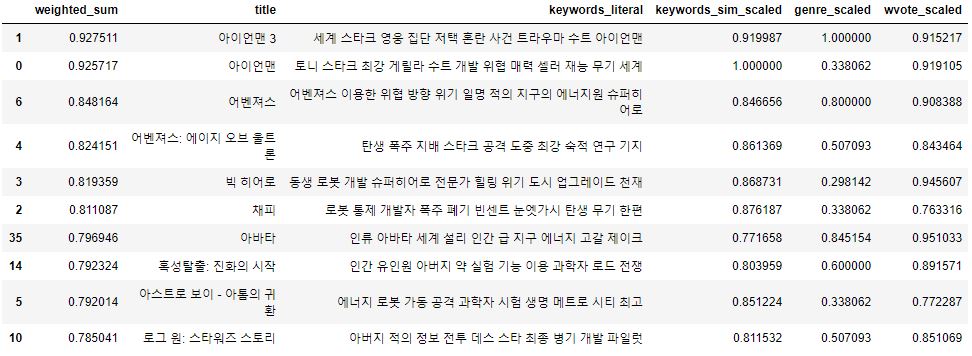 weighted_sum title keywords_literal keywords_sim_scaled genre_scaled wvote_scaled
1 0.927511 아이언맨 3 세계 스타크 영웅 집단 저택 혼란 사건 트라우마 수트 아이언맨 0.919987 1.000000 0.915217
0 0.925717 아이언맨 토니 스타크 최강 게릴라 수트 개발 위협 매력 셀러 재능 무기 세계 1.000000 0.338062 0.919105
6 0.848164 어벤져스 어벤져스 이용한 위협 방향 위기 일명 적의 지구의 에너지원 슈퍼히 0.846656 0.800000 0.908388
어로
4 0.824151 어벤져스: 에이지 오브 울트 탄생 폭주 지배 스타크 공격 도중 최강 숙적 연구 기지 0.861369 0.507093 0.843464
론
3 0.819359 빅 히어로 동생 로봇 개발 슈퍼히어로 전문가 힐링 위기 도시 업그레이드 천재 0.868731 0.298142 0.945607
2 0.811087 채피 로봇 통제 개발자 폭주 폐기 빈센트 눈엣가시 탄생 무기 한편 0.876187 0.338062 0.763316
35 0.796946 아바타 인류 아바타 세계 설리 인간 급 지구 에너지 고갈 제이크 0.771658 0.845154 0.951033
14 0.792324 혹성탈출: 진화의 시작 인간 유인원 아버지 약 실험 기능 이용 과학자 로드 전쟁 0.803959 0.600000 0.891571
5 0.792014 아스트로 보이 - 아톰의 귀 에너지 로봇 가동 공격 과학자 시험 생명 메트로 시티 최고 0.851224 0.338062 0.772287
환
10 0.785041 로그 원: 스타워즈 스토리 아버지 적의 정보 전투 데스 스타 최종 병기 개발 파일럿 0.811532 0.507093 0.851069